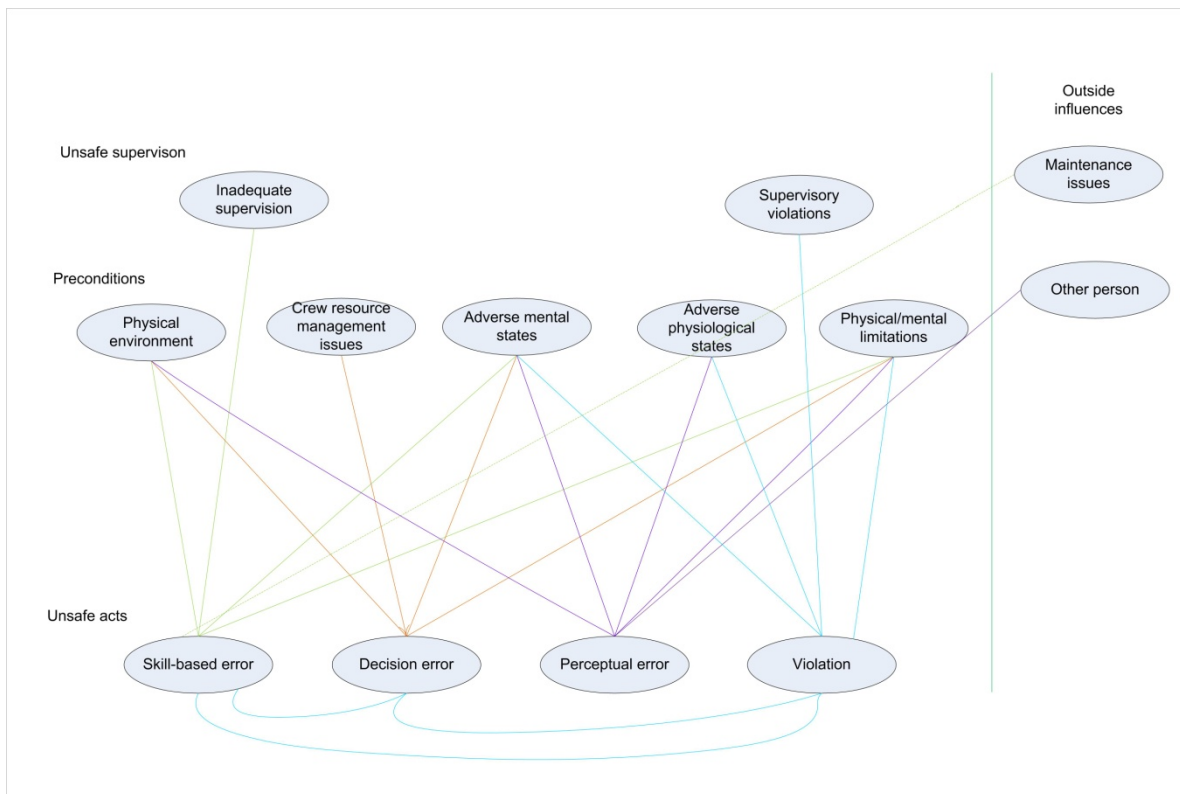 Outside
influences
Unsafe supervison
Maintenance
issues
Inadequate
supervision
Supervisory
violations
Preconditions
Other person
Physical
environment
Crew resource
management
issues
Adverse mental
states
Adverse
physiological
states
Physical/mental
limitations
Unsafe acts
Skill-based error
Decision error
Perceptual error
Violation